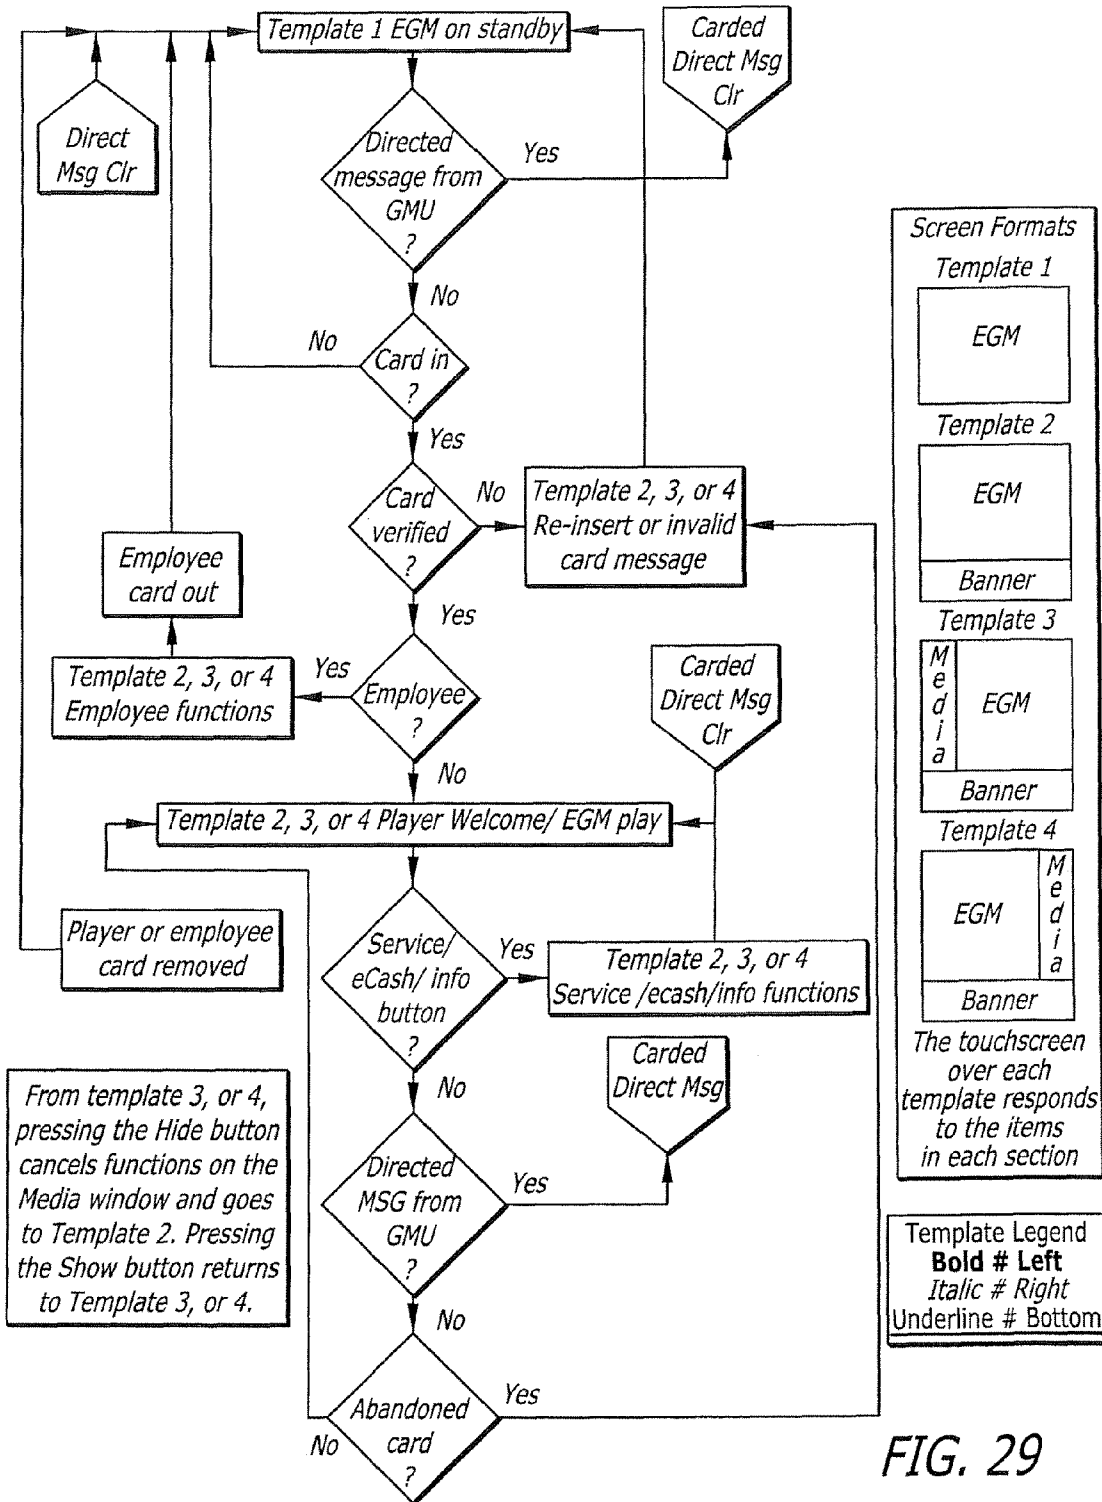 Template 1 EGM on standby
Carded
Direct Msg
Clr
Direct
Msg Clr
Directed
message from
GMU
?
Yes
No
No
Card in
?
Yes
Card
verified
?
No
Template 2, 3, or 4
Re-insert or invalid
card message
Employee
card out
Yes
Template 2, 3, or 4
Employee functions
Yes
Employee
?
Carded
Direct Msg
Clr
No
Template 2, 3, or 4 Player Welcome/ EGM play
Player or employee
card removed
Service/
eCash/ info
button
?
Yes
Template 2, 3, or 4
Service /ecash/info functions
No
Carded
Direct Msg
From template 3, or 4,
pressing the Hide button
cancels functions on the
Media window and goes
to Template 2. Pressing
the Show button returns
to Template 3, or 4.
Directed
MSG from
GMU
?
Yes
No
Abandoned
card
?
Yes
No
Screen Formats
Template 1
EGM
Template 2
EGM
Banner
Template 3
Media
EGM
Banner
Template 4
EGM
Media
Banner
The touchscreen
over each
template responds
to the items
in each section
Template Legend
Bold # Left
Italic # Right
Underline # Bottom
FIG. 29